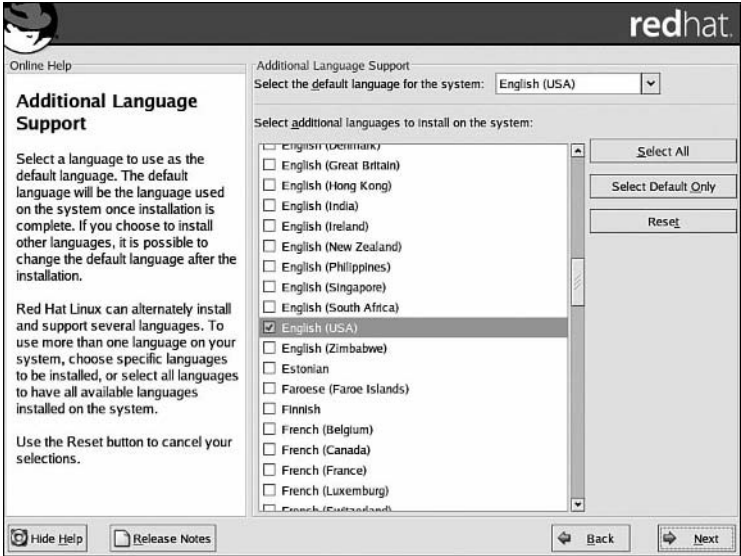 redhat.
Online Help
Additional Language
Support
Select a language to use as the
default language. The default
language will be the language used
on the system once installation is
complete. If you choose to install
other languages, it is possible to
change the default language after the
installation.
Red Hat Linux can alternately install
and support several languages. To
use more than one language on your
system, choose specific languages
to be installed, or select all languages
to have all available languages
installed on the system.
Use the Reset button to cancel your
selections.
Additional Language Support
Select the default language for the system: English (USA)
Select additional languages to install on the system:
English (Denmark)
English (Great Britain)
English (Hong Kong)
English (India)
English (Ireland)
English (New Zealand)
English (Philippines)
English (Singapore)
English (South Africa)
English (USA)
English (Zimbabwe)
Estonian
Faroese (Faroe Islands)
Finnish
French (Belgium)
French (Canada)
French (France)
French (Luxemburg)
French (Switzerland)
Select All
Select Default Only
Reset
Hide Help
Release Notes
Back
Next